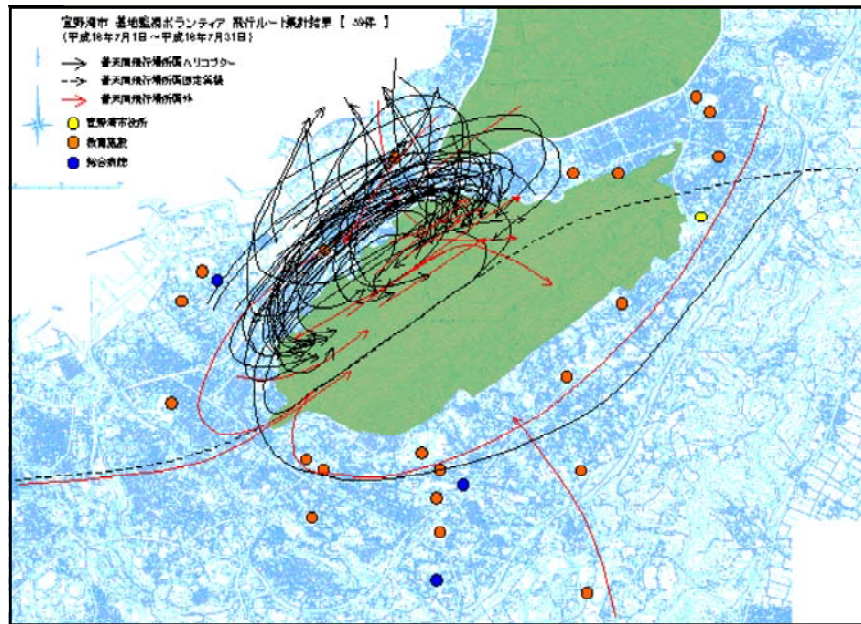 宜野湾市 基地監視ボランティア 飛行ルート集計結果 【 59件 】
(平成16年7月1日～平成16年7月31日)
普天間飛行場所属ヘリコプター
普天間飛行場所属固定翼機
普天間飛行場所属外
宜野湾市役所
教育施設
総合病院